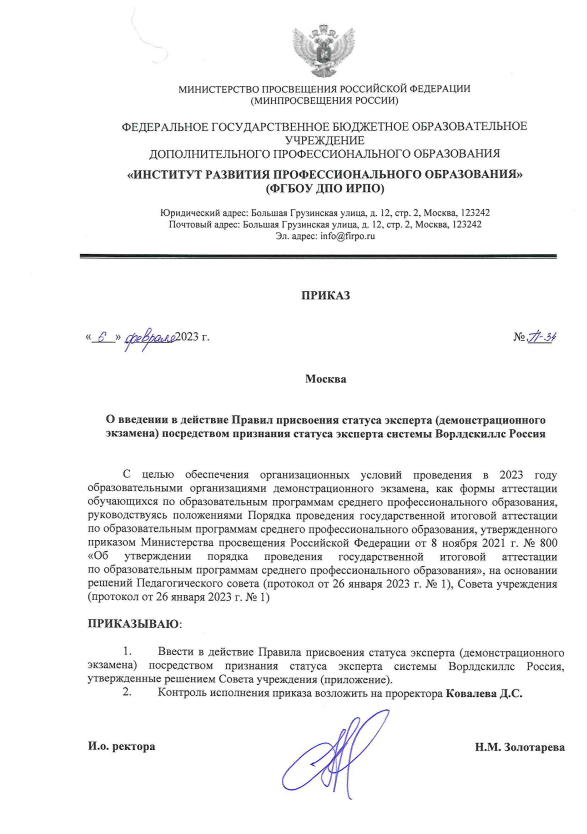 МИНИСТЕРСТВО ПРОСВЕЩЕНИЯ РОССИЙСКОЙ ФЕДЕРАЦИИ
(МИНПРОСВЕЩЕНИЯ РОССИИ)
ФЕДЕРАЛЬНОЕ ГОСУДАРСТВЕННОЕ БЮДЖЕТНОЕ ОБРАЗОВАТЕЛЬНОЕ
УЧРЕЖДЕНИЕ
ДОПОЛНИТЕЛЬНОГО ПРОФЕССИОНАЛЬНОГО ОБРАЗОВАНИЯ
«ИНСТИТУТ РАЗВИТИЯ ПРОФЕССИОНАЛЬНОГО ОБРАЗОВАНИЯ»
(ФГБОУ ДПО ИРПО)
Юридический адрес: Большая Грузинская улица, д. 12, стр. 2, Москва, 123242
Почтовый адрес: Большая Грузинская улица, д. 12, стр. 2, Москва, 123242
Эл. адрес: info@firpo.ru
ПРИКАЗ
«6» февраля 2023 г. № П-34
Москва
О введении в действие Правил присвоения статуса эксперта (демонстрационного
экзамена) посредством признания статуса эксперта системы Ворлдскиллс Россия
С целью обеспечения организационных условий проведения в 2023 году
образовательными организациями демонстрационного экзамена, как формы аттестации
обучающихся по образовательным программам среднего профессионального образования,
руководствуясь положениями Порядка проведения государственной итоговой аттестации
по образовательным программам среднего профессионального образования, утвержденного
приказом Министерства просвещения Российской Федерации от 8 ноября 2021 г. № 800
«Об утверждении порядка проведения государственной итоговой аттестации
по образовательным программам среднего профессионального образования», на основании
решений Педагогического совета (протокол от 26 января 2023 г. № 1), Совета учреждения
(протокол от 26 января 2023 г. № 1)
ПРИКАЗЫВАЮ:
1. Ввести в действие Правила присвоения статуса эксперта (демонстрационного
экзамена) посредством признания статуса эксперта системы Ворлдскиллс Россия,
утвержденные решением Совета учреждения (приложение).
2. Контроль исполнения приказа возложить на проректора Ковалева Д.С.
И.о. ректора Н.М. Золотарева